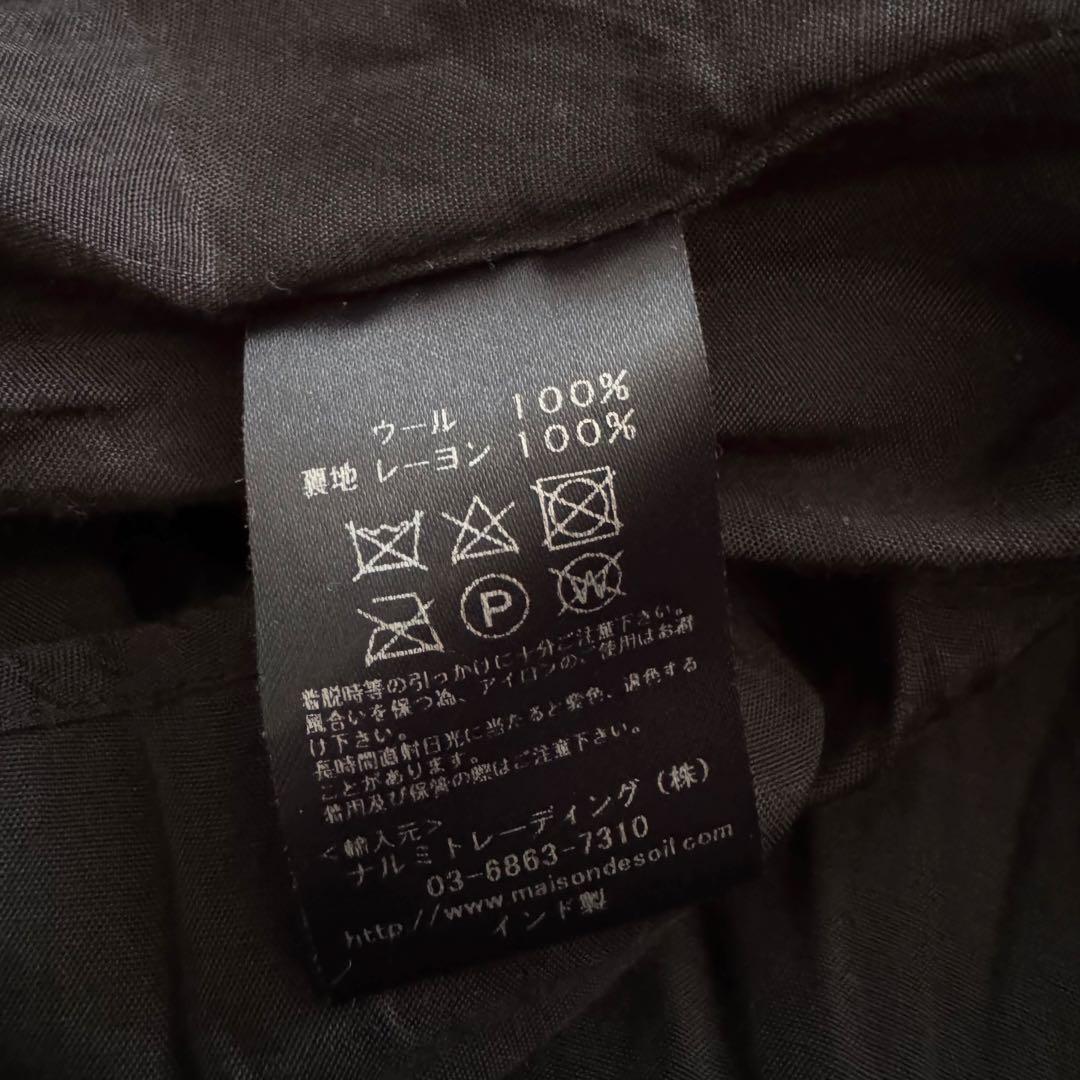 ウール 100%
裏地 レーヨン 100%
P
W
着脱時等の引っかけに十分ご注意下さい。
風合いを保つ為、アイロンの、ご使用はお避
け下さい。
長時間直射日光に当たると変色、退色する
ことがあります。
着用及び保管の際はご注意下さい。
<輸入元>
ナルミトレーディング(株)
03-6863-7310
http://www.maisondesoil.com
インド製